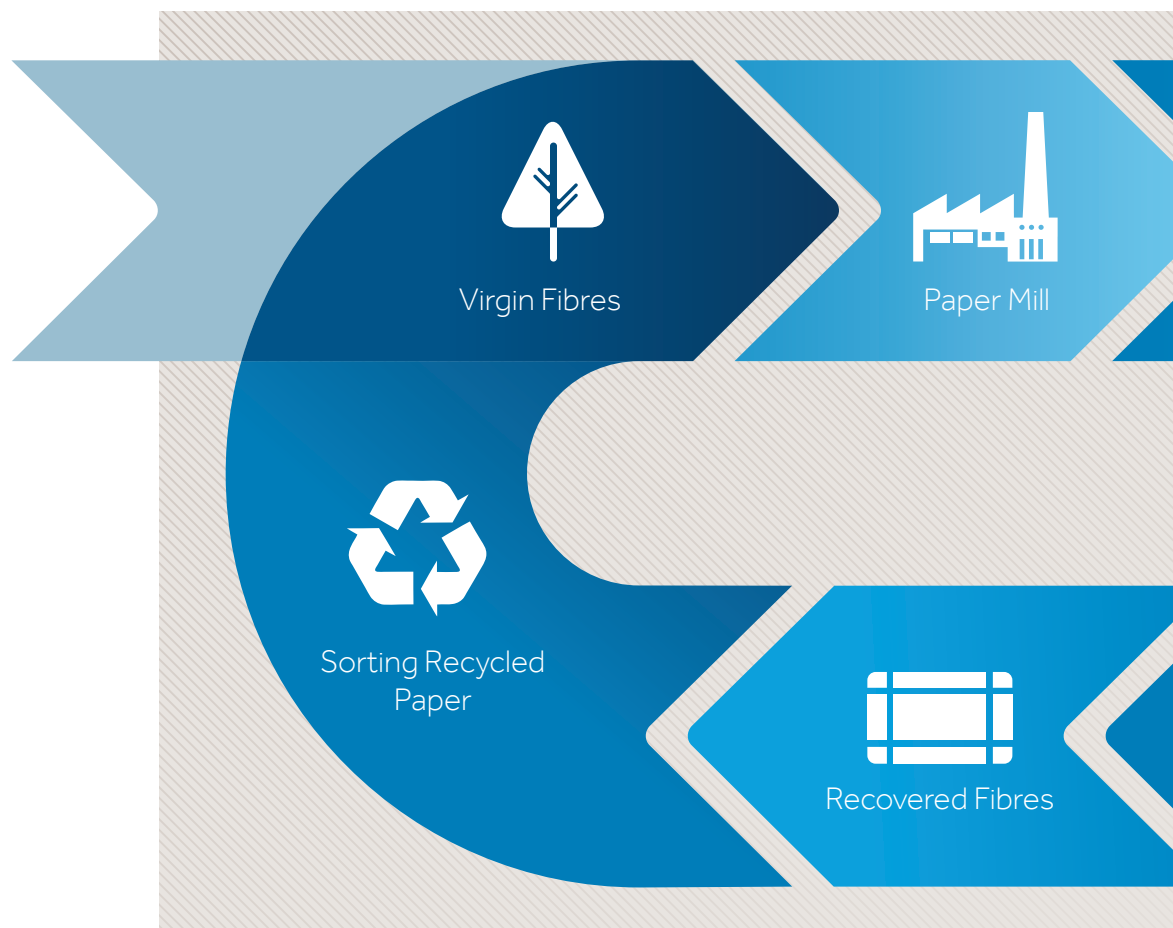 Virgin Fibres
Paper Mill
Sorting Recycled
Paper
Recovered Fibres